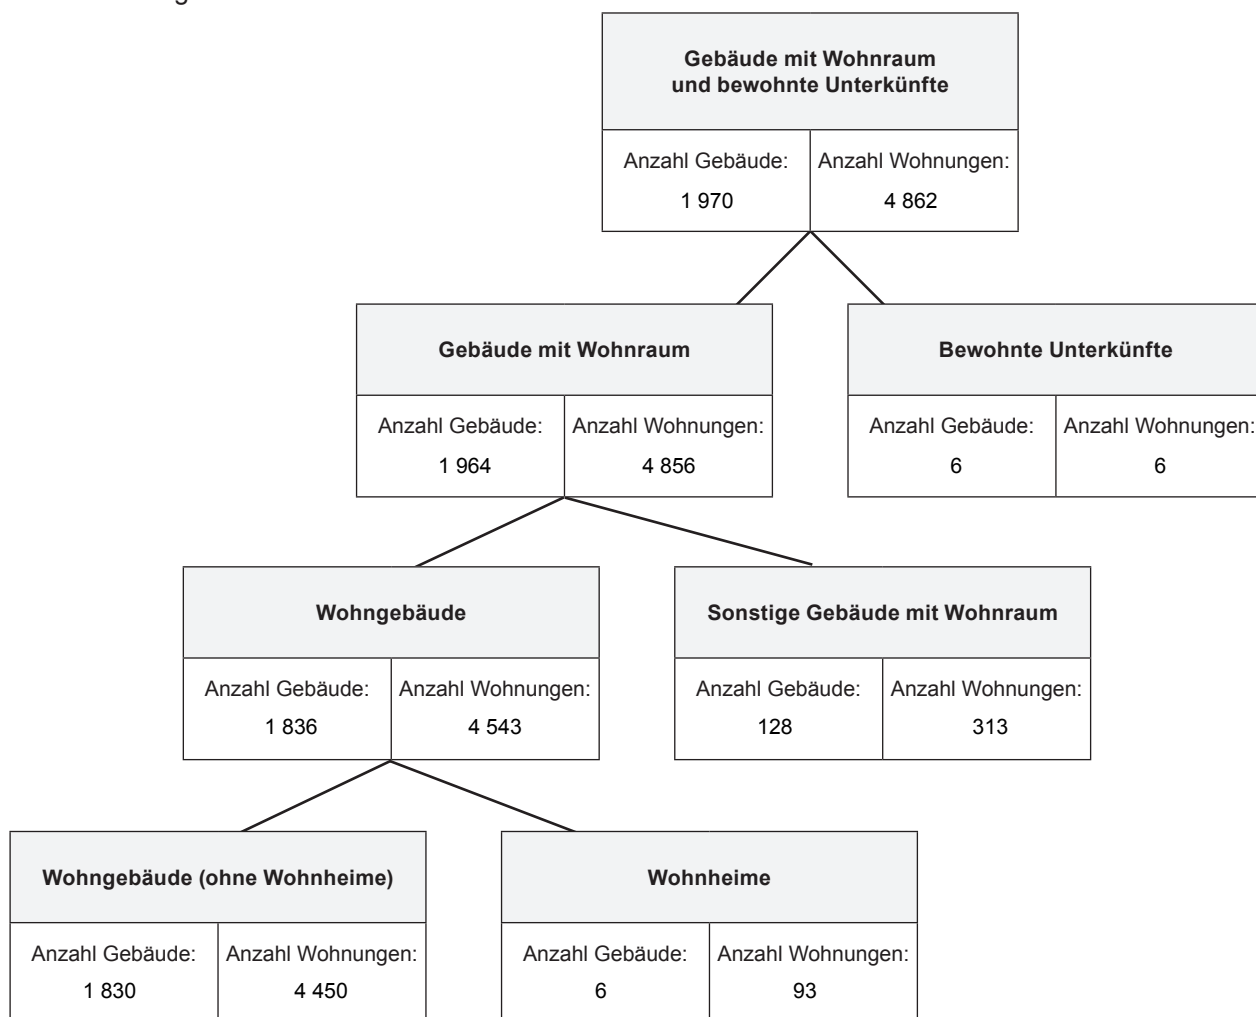 Gebäude mit Wohnraum
und bewohnte Unterkünfte
Anzahl Gebäude: Anzahl Wohnungen:
1 970 4 862
Gebäude mit Wohnraum
Anzahl Gebäude: Anzahl Wohnungen:
1 964 4 856
Bewohnte Unterkünfte
Anzahl Gebäude: Anzahl Wohnungen:
6 6
Wohngebäude
Anzahl Gebäude: Anzahl Wohnungen:
1 836 4 543
Sonstige Gebäude mit Wohnraum
Anzahl Gebäude: Anzahl Wohnungen:
128 313
Wohngebäude (ohne Wohnheime)
Anzahl Gebäude: Anzahl Wohnungen:
1 830 4 450
Wohnheime
Anzahl Gebäude: Anzahl Wohnungen:
6 93